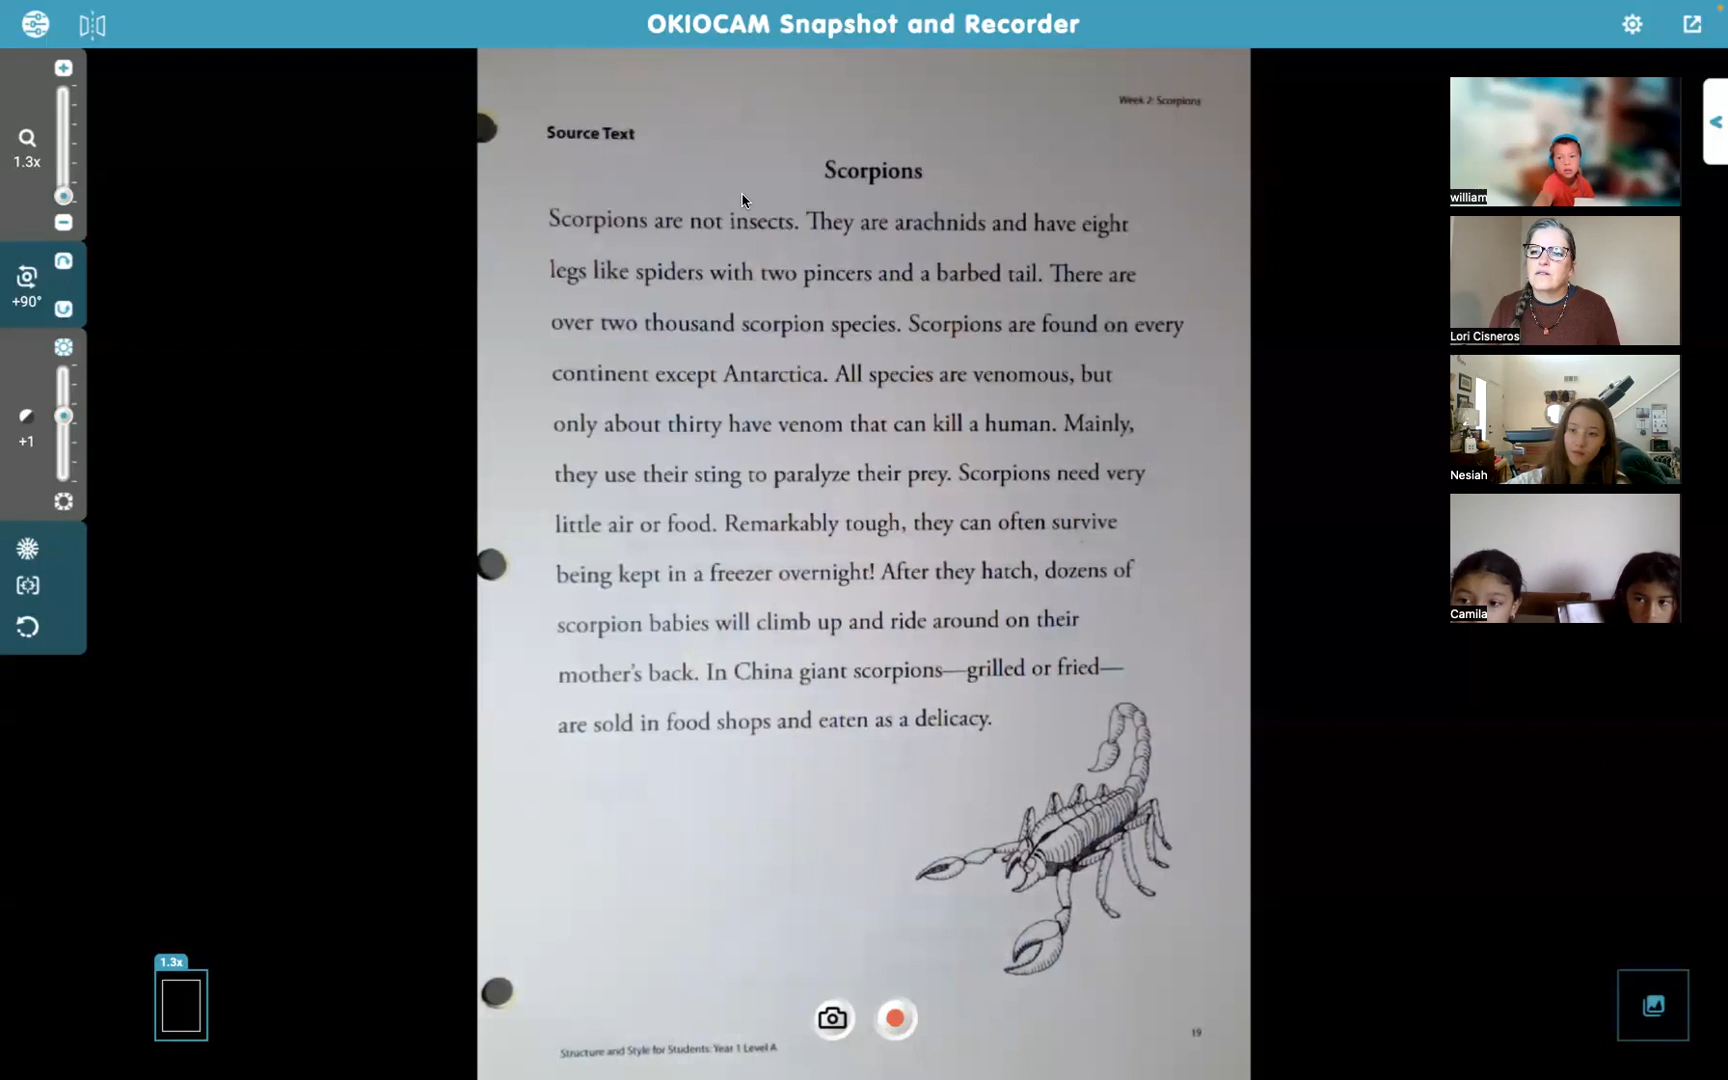 OKIOCAM Snapshot and Recorder
1.3x
+90°
+1
1.3x
Week 2: Scorpions
Source Text
Scorpions
Scorpions are not insects. They are arachnids and have eight
legs like spiders with two pincers and a barbed tail. There are
over two thousand scorpion species. Scorpions are found on every
continent except Antarctica. All species are venomous, but
only about thirty have venom that can kill a human. Mainly,
they use their sting to paralyze their prey. Scorpions need very
little air or food. Remarkably tough, they can often survive
being kept in a freezer overnight! After they hatch, dozens of
scorpion babies will climb up and ride around on their
mother's back. In China giant scorpions—grilled or fried—
are sold in food shops and eaten as a delicacy.
Structure and Style for Students: Year 1 Level A
19
william
Lori Cisneros
Nesiah
Camila